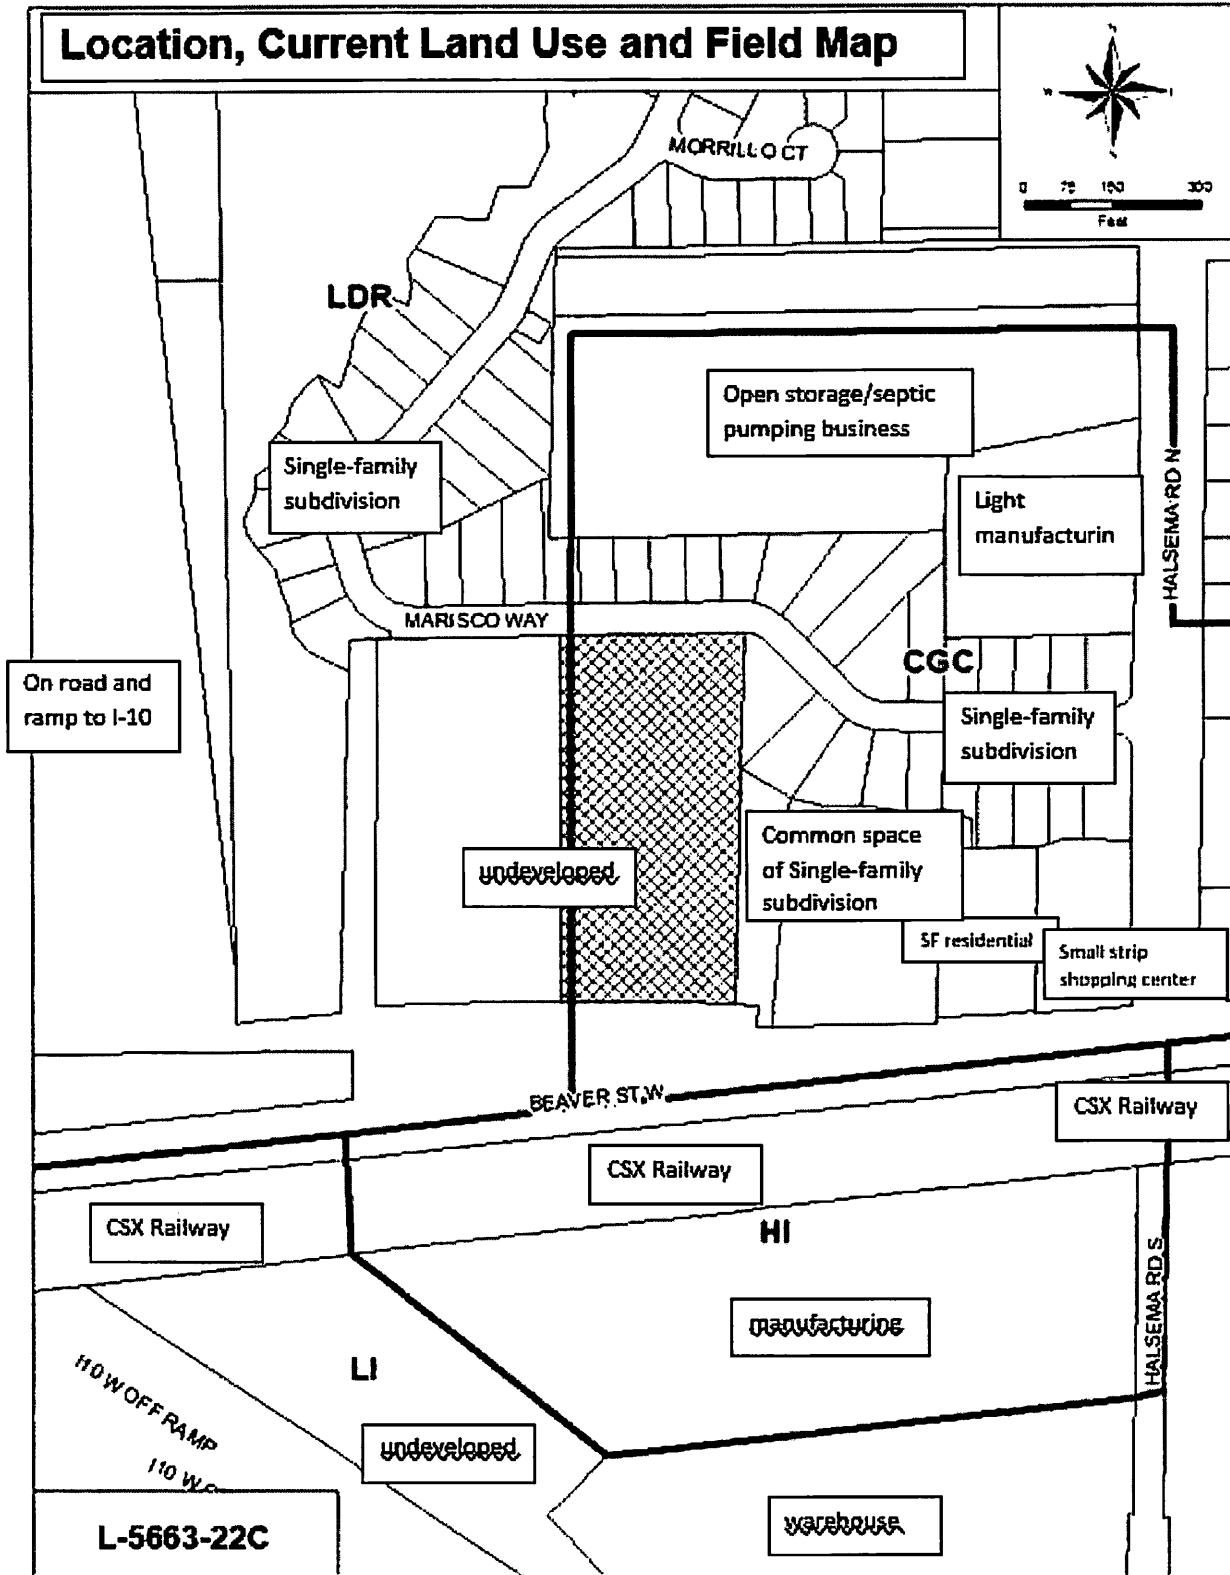 Location, Current Land Use and Field Map
W
0 75 150 300
Feet
MORRILLO CT
LDR
Open storage/septic
pumping business
Single-family
subdivision
Light
manufacturin
HALSEMA RD N
MARISCO WAY
CGC
On road and
ramp to I-10
Single-family
subdivision
Common space
of Single-family
subdivision
undeveloped
SF residential
Small strip
shopping center
BEAVER ST W
CSX Railway
CSX Railway
CSX Railway
HI
HALSEMA RD S
manufacturing
LI
I10 W OFF RAMP
undeveloped
I10 W
warehouse
L-5663-22C